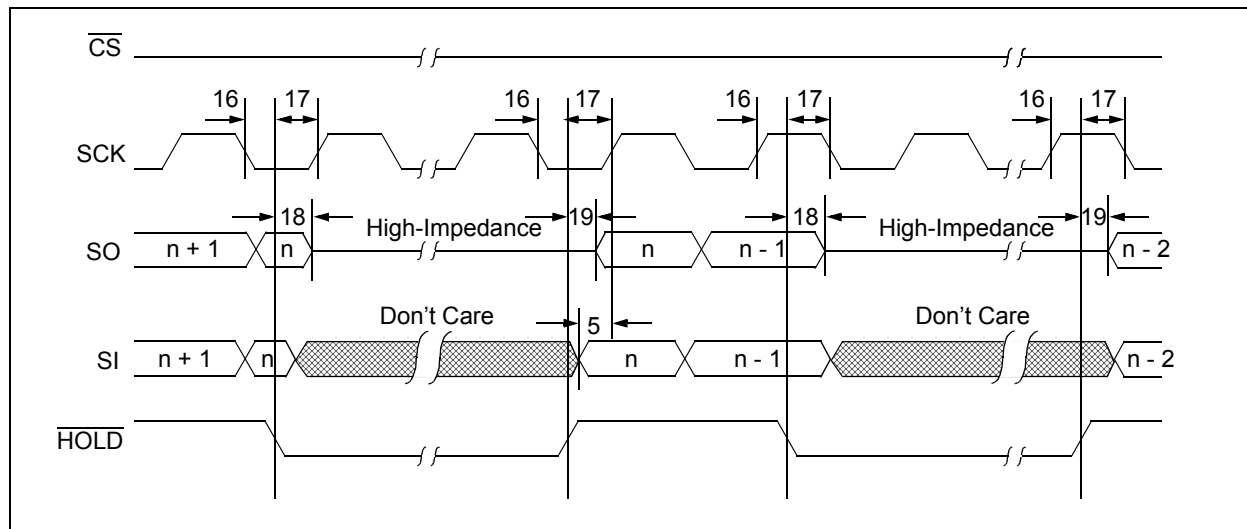 CS
16 17 16 17 16 17 16 17
SCK
18 High-Impedance 19 18 High-Impedance 19
SO n + 1 n n n - 1 n - 2
Don't Care 5 Don't Care
SI n + 1 n n n - 1 n - 2
HOLD